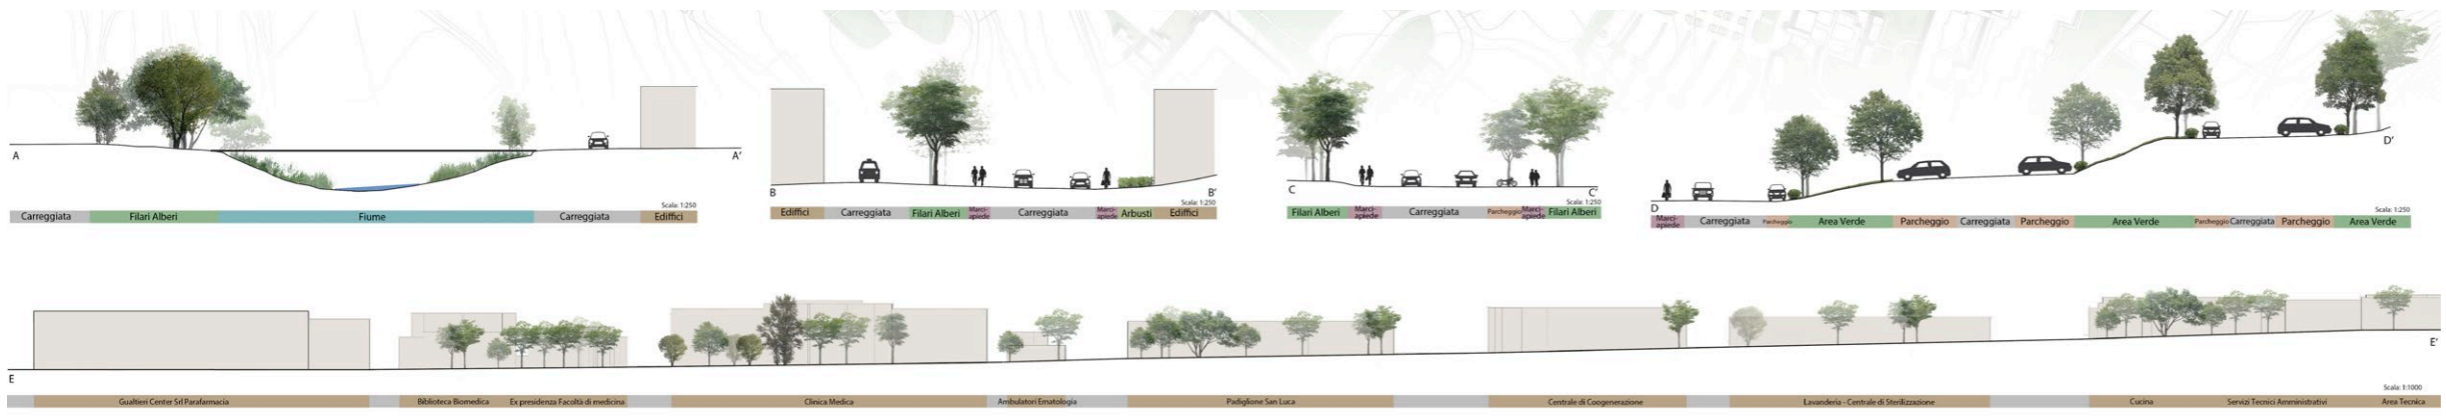 A
A'
Scala: 1:250
Carreggiata
Filari Alberi
Fiume
Carreggiata
Edifici
B
B'
Scala: 1:250
Ediffici
Carreggiata
Filari Alberi
Marci-
apiede
Carreggiata
Marci-
apiede
Arbusti
Edifici
C
C'
Scala: 1:250
Filari Alberi
Marci-
apiede
Carreggiata
Parcheggio
Marci-
apiede
Filari Alberi
D
D'
Scala: 1:250
Marci-
apiede
Carreggiata
Parcheggio
Area Verde
Parcheggio
Carreggiata
Parcheggio
Area Verde
Parcheggio
Carreggiata
Parcheggio
Area Verde
E
E'
Scala: 1:1000
Gualtieri Center Srl Parafarmacia
Biblioteca Biomedica
Ex presidenza Facoltà di medicina
Clinica Medica
Ambulatori Ematologia
Padiglione San Luca
Centrale di Coogenerazione
Lavanderia - Centrale di Sterilizzazione
Cucina
Servizi Tecnici Amministrativi
Area Tecnica